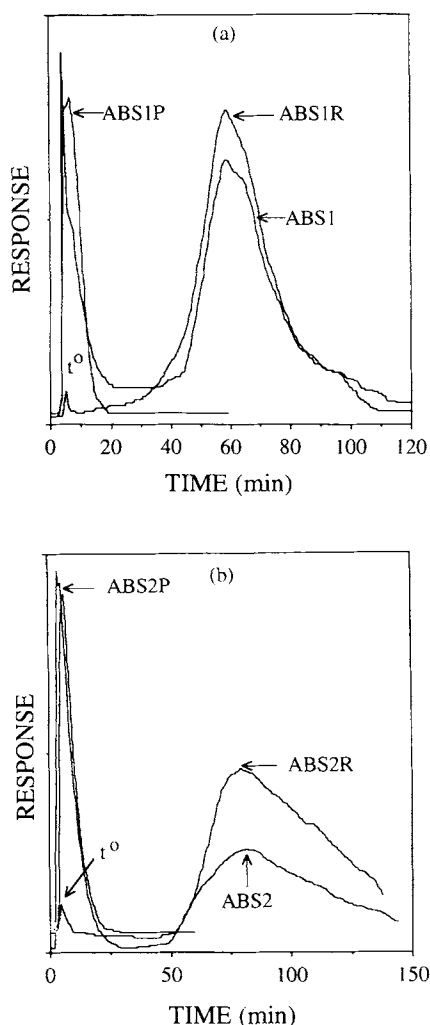 (a)
ABS1P
ABS1R
ABS1
t°
RESPONSE
0 20 40 60 80 100 120
TIME (min)
(b)
ABS2P
ABS2R
t°
ABS2
RESPONSE
0 50 100 150
TIME (min)